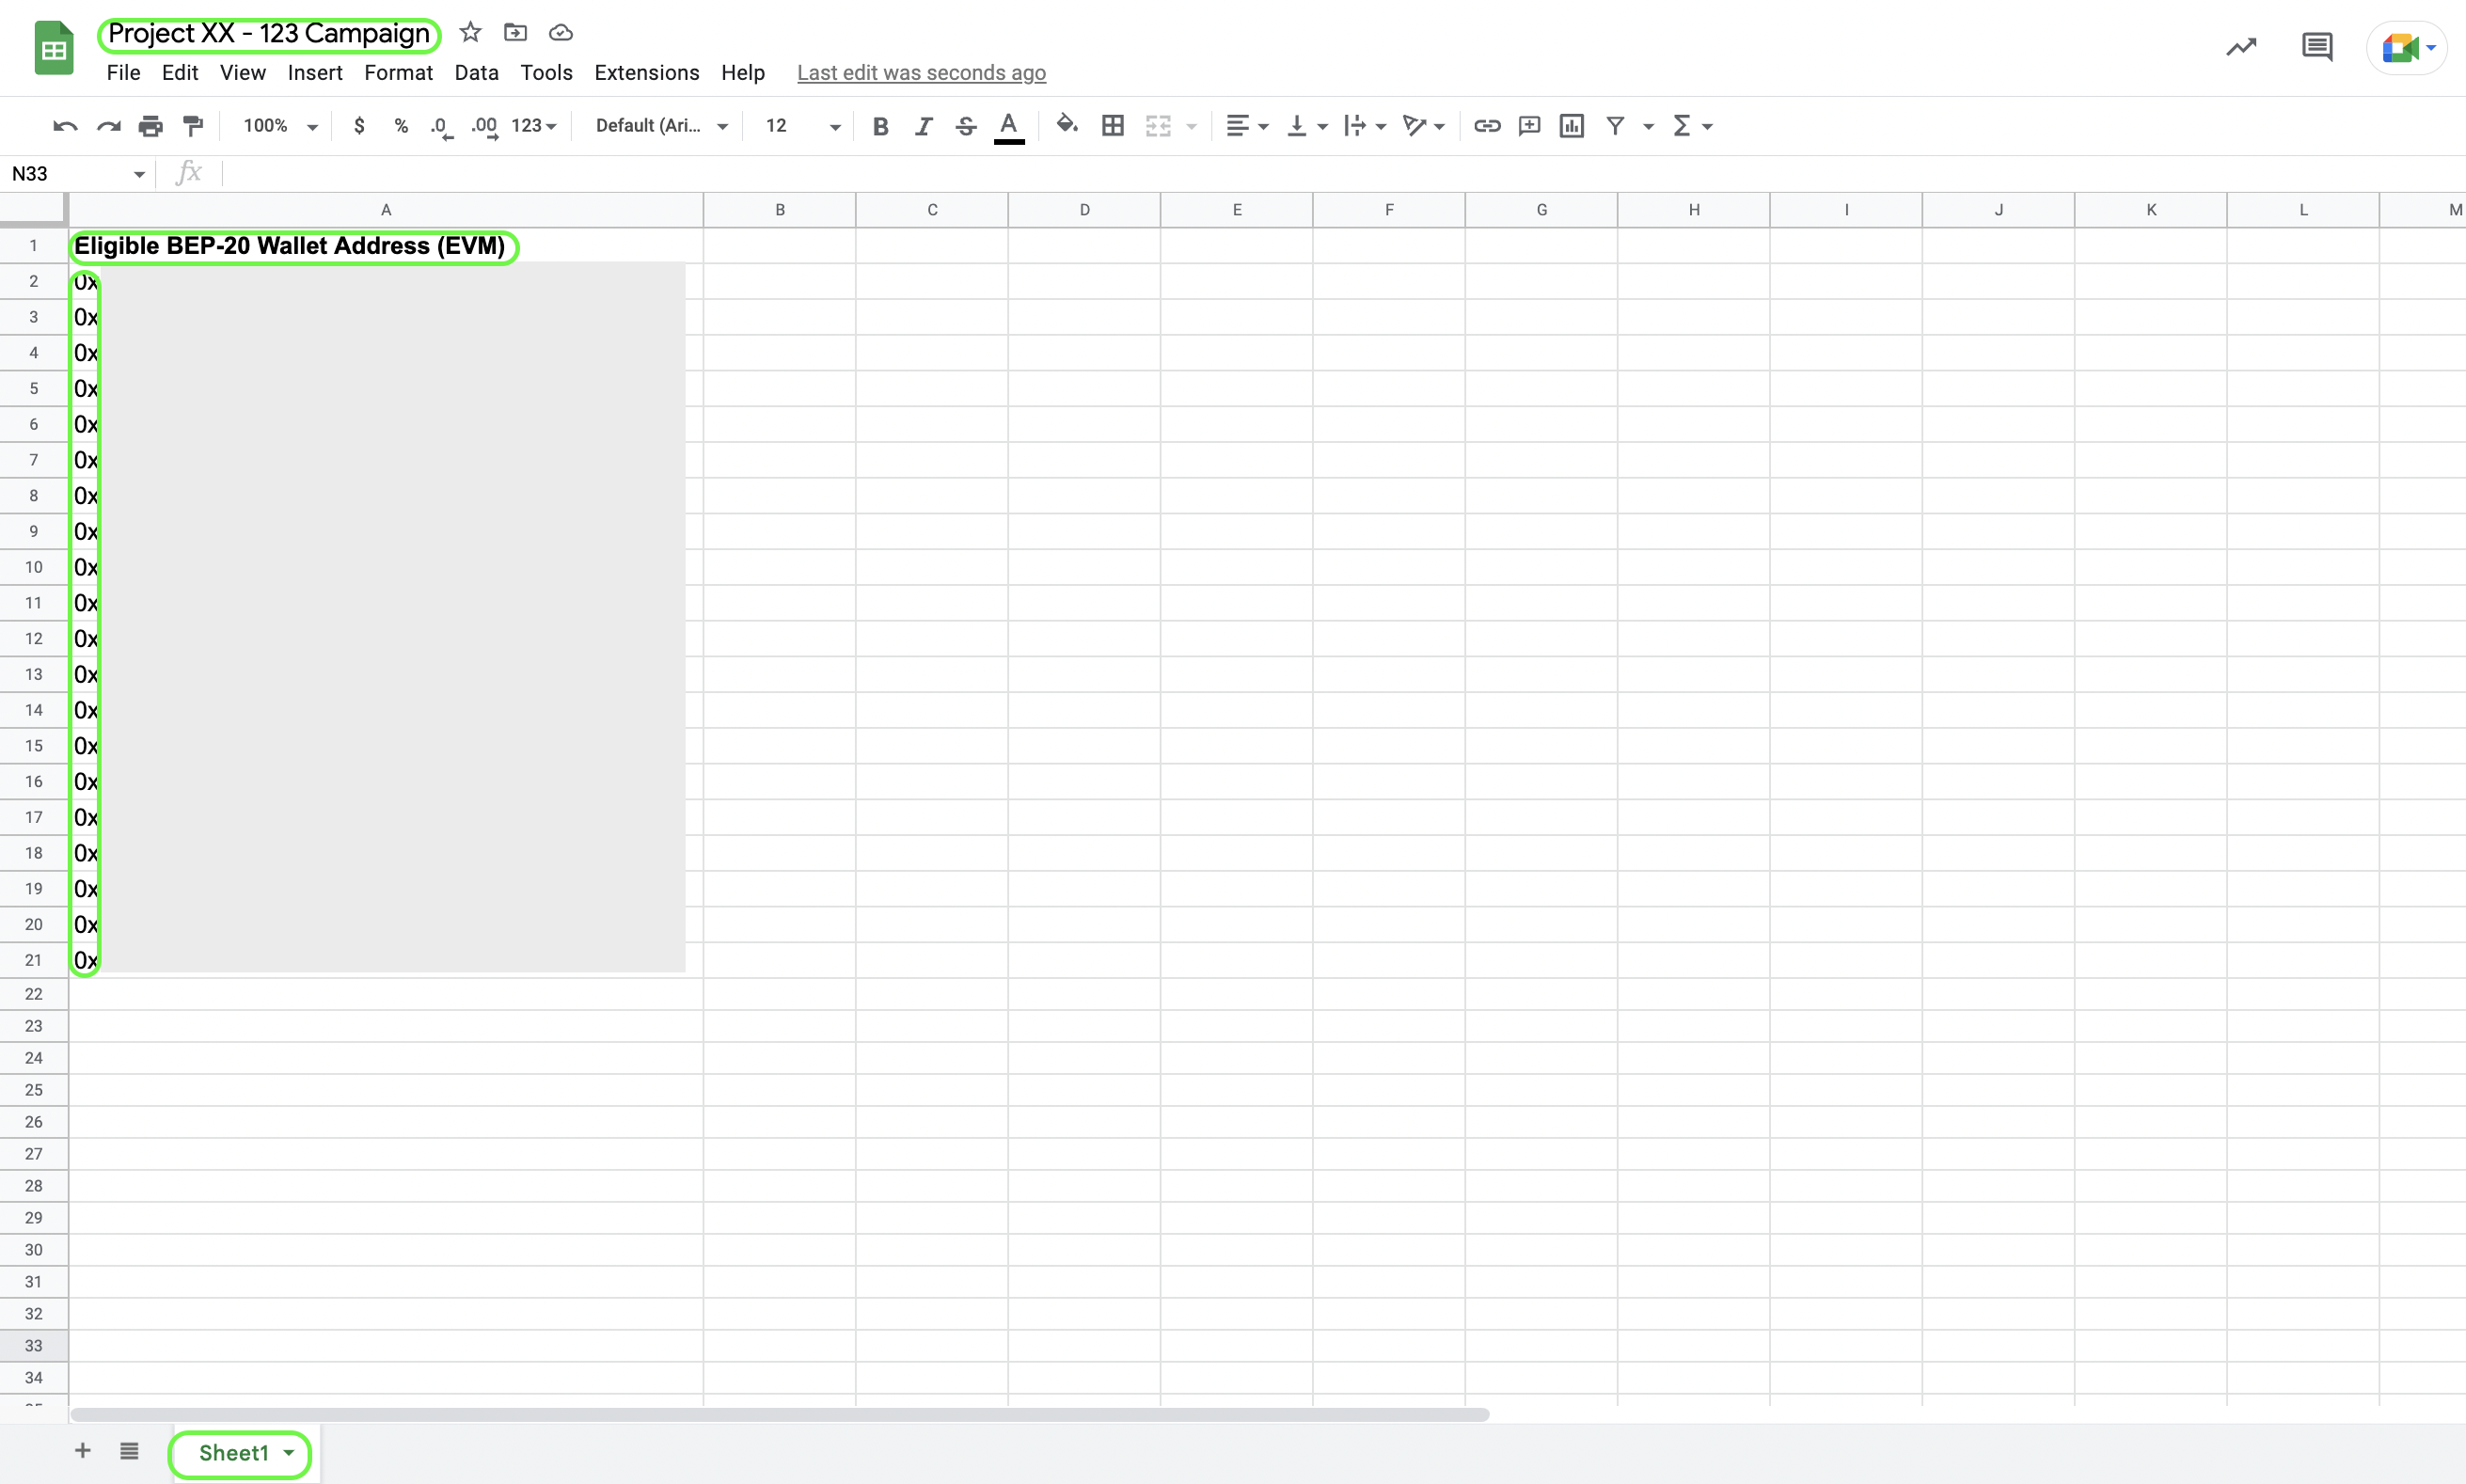 Project XX - 123 Campaign
File Edit View Insert Format Data Tools Extensions Help Last edit was seconds ago
100% $ % .0 .00 123 Default (Ari... 12 B I S A
N33 fx
A B C D E F G H I J K L M
1 Eligible BEP-20 Wallet Address (EVM)
2 0x
3 0x
4 0x
5 0x
6 0x
7 0x
8 0x
9 0x
10 0x
11 0x
12 0x
13 0x
14 0x
15 0x
16 0x
17 0x
18 0x
19 0x
20 0x
21 0x
22
23
24
25
26
27
28
29
30
31
32
33
34
+ Sheet1